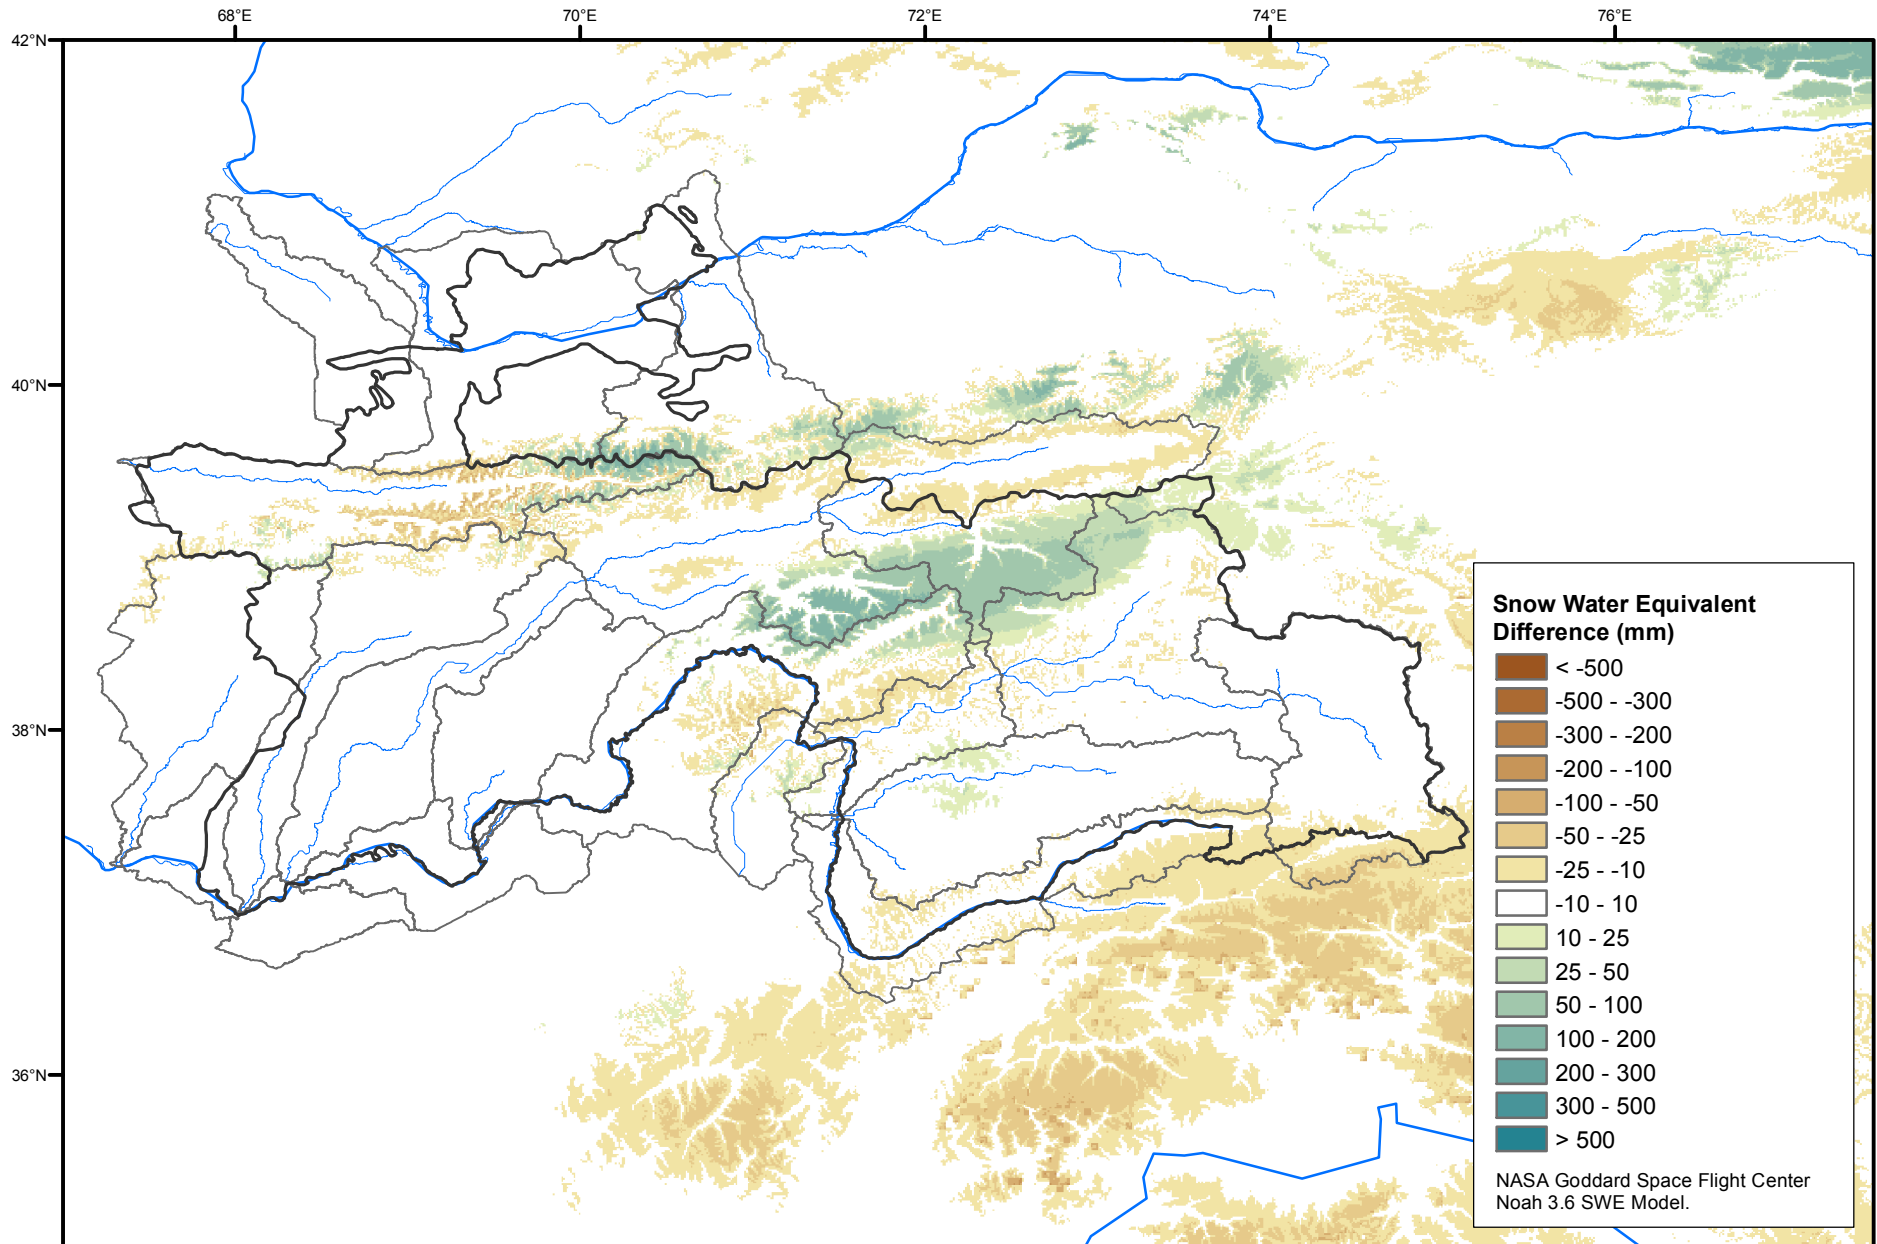 68°E 70°E 72°E 74°E 76°E
42°N
40°N
38°N
36°N
Snow Water Equivalent
Difference (mm)
< -500
-500 - -300
-300 - -200
-200 - -100
-100 - -50
-50 - -25
-25 - -10
-10 - 10
10 - 25
25 - 50
50 - 100
100 - 200
200 - 300
300 - 500
> 500
NASA Goddard Space Flight Center
Noah 3.6 SWE Model.